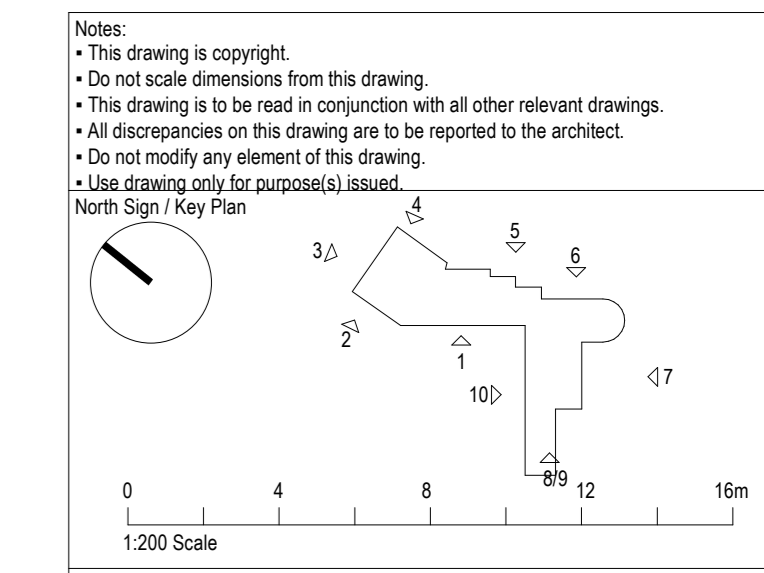 Notes:
▪ This drawing is copyright.
▪ Do not scale dimensions from this drawing.
▪ This drawing is to be read in conjunction with all other relevant drawings.
▪ All discrepancies on this drawing are to be reported to the architect.
▪ Do not modify any element of this drawing.
▪ Use drawing only for purpose(s) issued.
North Sign / Key Plan
4
5
3
6
2
1
7
10
8/9
0 4 8 12 16m
1:200 Scale